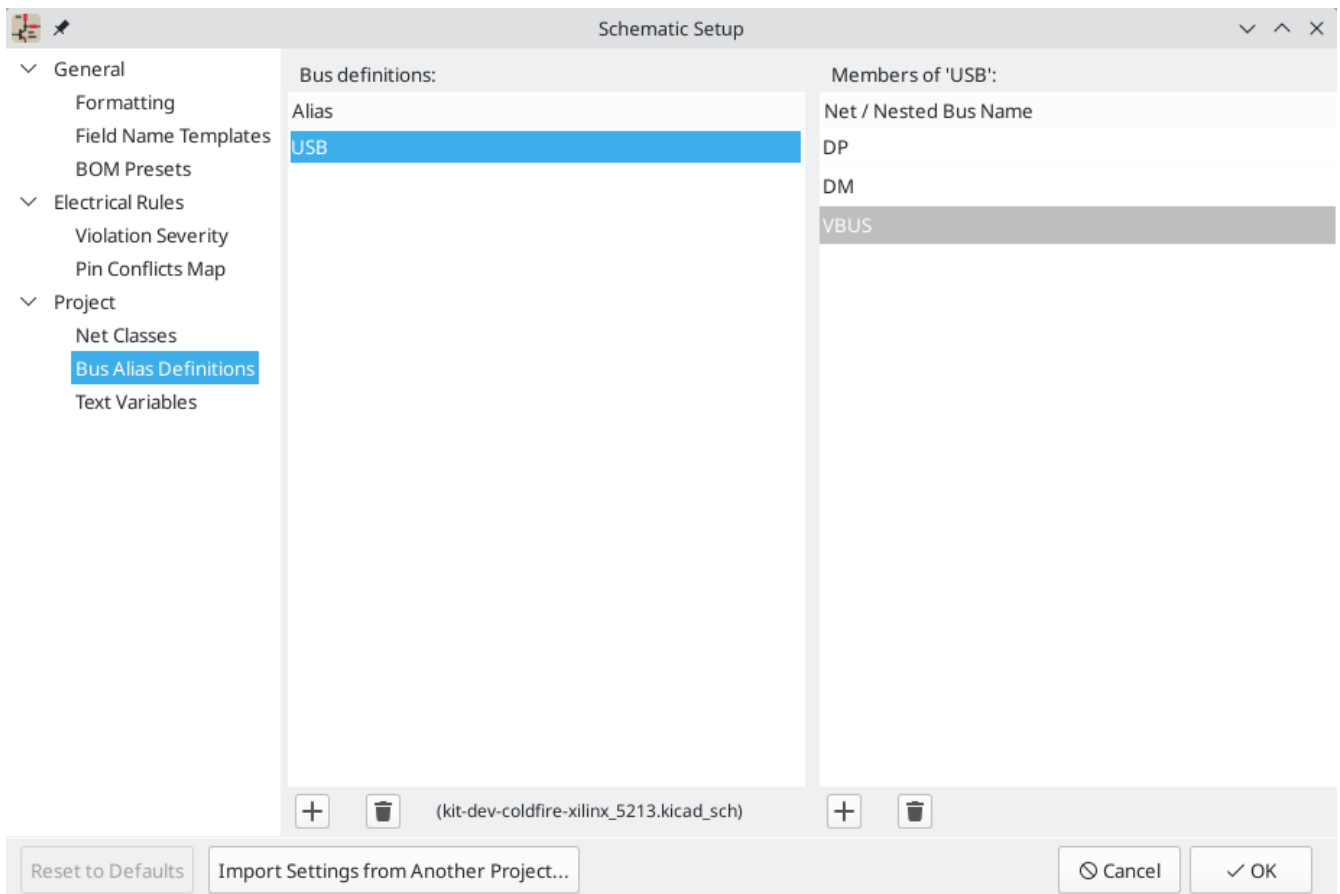 Schematic Setup
General
Formatting
Field Name Templates
BOM Presets
Electrical Rules
Violation Severity
Pin Conflicts Map
Project
Net Classes
Bus Alias Definitions
Text Variables
Bus definitions:
Alias
USB
(kit-dev-coldfire-xilinx_5213.kicad_sch)
Members of 'USB':
Net / Nested Bus Name
DP
DM
VBUS
Reset to Defaults
Import Settings from Another Project...
Cancel
OK